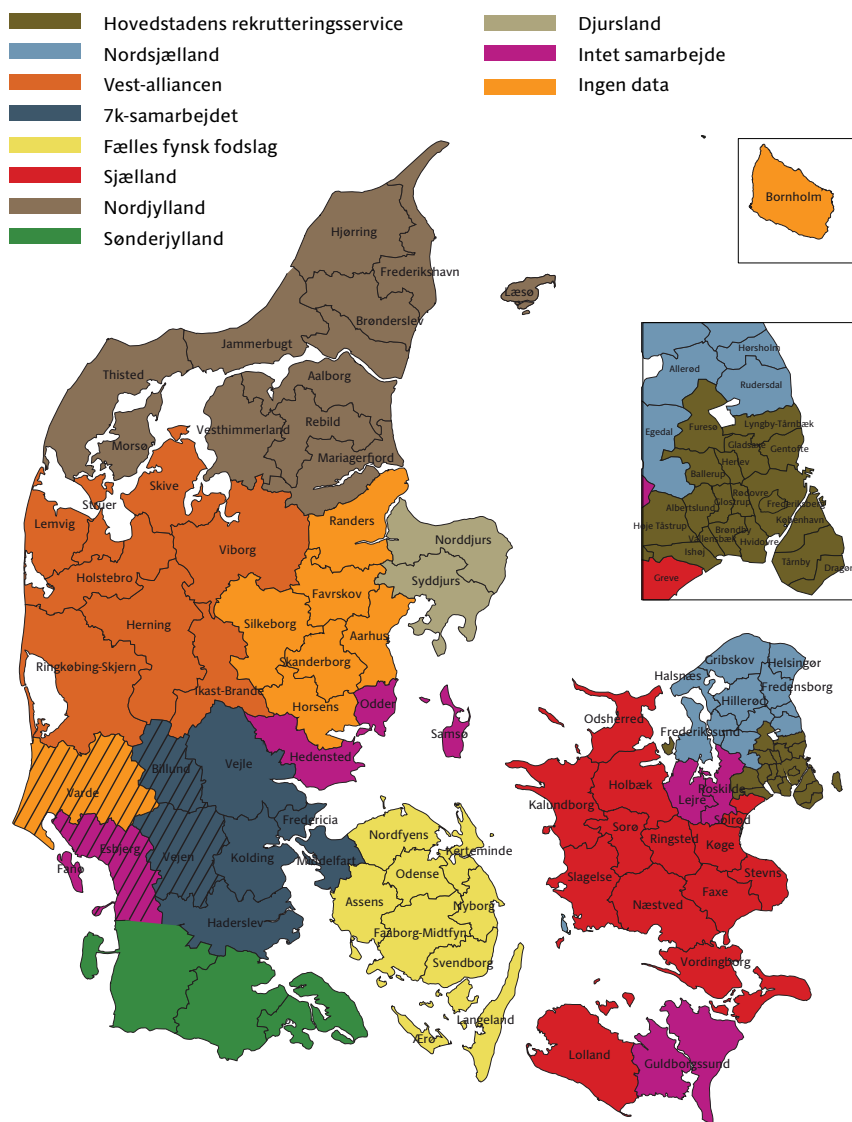 Hovedstadens rekrutteringsservice
Nordsjælland
Vest-alliancen
7k-samarbejdet
Fælles fynsk fodslag
Sjælland
Nordjylland
Sønderjylland
Djursland
Intet samarbejde
Ingen data
Bornholm
Hjørring
Frederikshavn
Læsø
Brønderslev
Jammerbugt
Thisted
Aalborg
Vesthimmerland
Rebild
Morsø
Mariagerfjord
Skive
Struer
Lemvig
Randers
Viborg
Norddjurs
Holstebro
Syddjurs
Favrskov
Silkeborg
Herning
Aarhus
Skanderborg
Ringkøbing-Skjern
Ikast-Brande
Horsens
Odder
Samsø
Hedensted
Billund
Vejle
Varde
Fredericia
Esbjerg
Vejen
Kolding
Middelfart
Fanø
Haderslev
Nordfyens
Kerteminde
Odense
Assens
Nyborg
Faaborg-Midtfyn
Svendborg
Langeland
Ærø
Hørsholm
Allerød
Rudersdal
Egedal
Furesø
Lyngby-Tårnbæk
Gladsaxe
Gentofte
Herlev
Ballerup
Rødovre
Glostrup
Frederiksberg
Albertslund
København
Høje Tåstrup
Brøndby
Vallensbæk
Hvidovre
Ishøj
Tårnby
Dragør
Greve
Gribskov
Helsingør
Halsnæs
Fredensborg
Hillerød
Odsherred
Frederikssund
Holbæk
Roskilde
Lejre
Kalundborg
Solrød
Sorø
Ringsted
Køge
Slagelse
Stevns
Faxe
Næstved
Vordingborg
Lolland
Guldborgssund